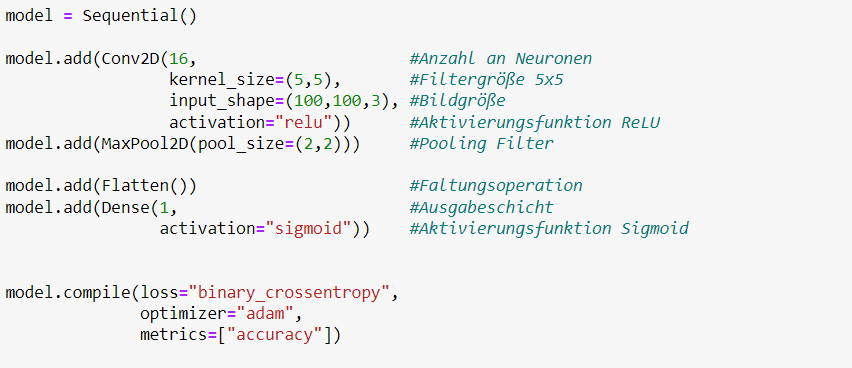 model = Sequential()
model.add(Conv2D(16, #Anzahl an Neuronen
kernel_size=(5,5), #Filtergröße 5x5
input_shape=(100,100,3), #Bildgröße
activation="relu")) #Aktivierungsfunktion ReLU
model.add(MaxPool2D(pool_size=(2,2))) #Pooling Filter
model.add(Flatten()) #Faltungsoperation
model.add(Dense(1, #Ausgabeschicht
activation="sigmoid")) #Aktivierungsfunktion Sigmoid
model.compile(loss="binary_crossentropy",
optimizer="adam",
metrics=["accuracy"])